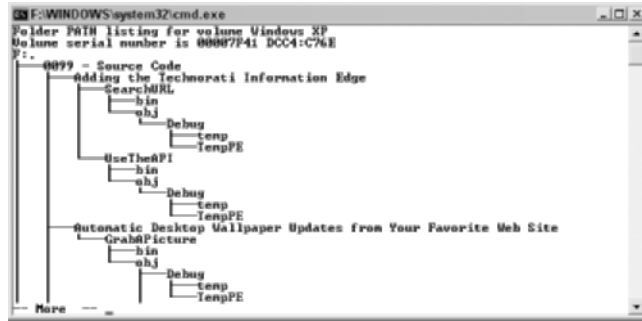 F:\WINDOWS\system32\cmd.exe
Folder PATH listing for volume Windows XP
Volume serial number is 00007F41 DCC4:C76E
F:.
0099 - Source Code
Adding the Technorati Information Edge
SearchURL
bin
obj
Debug
temp
TempPE
UseTheAPI
bin
obj
Debug
temp
TempPE
Automatic Desktop Wallpaper Updates from Your Favorite Web Site
GrabAPicture
bin
obj
Debug
temp
TempPE
-- More -- _